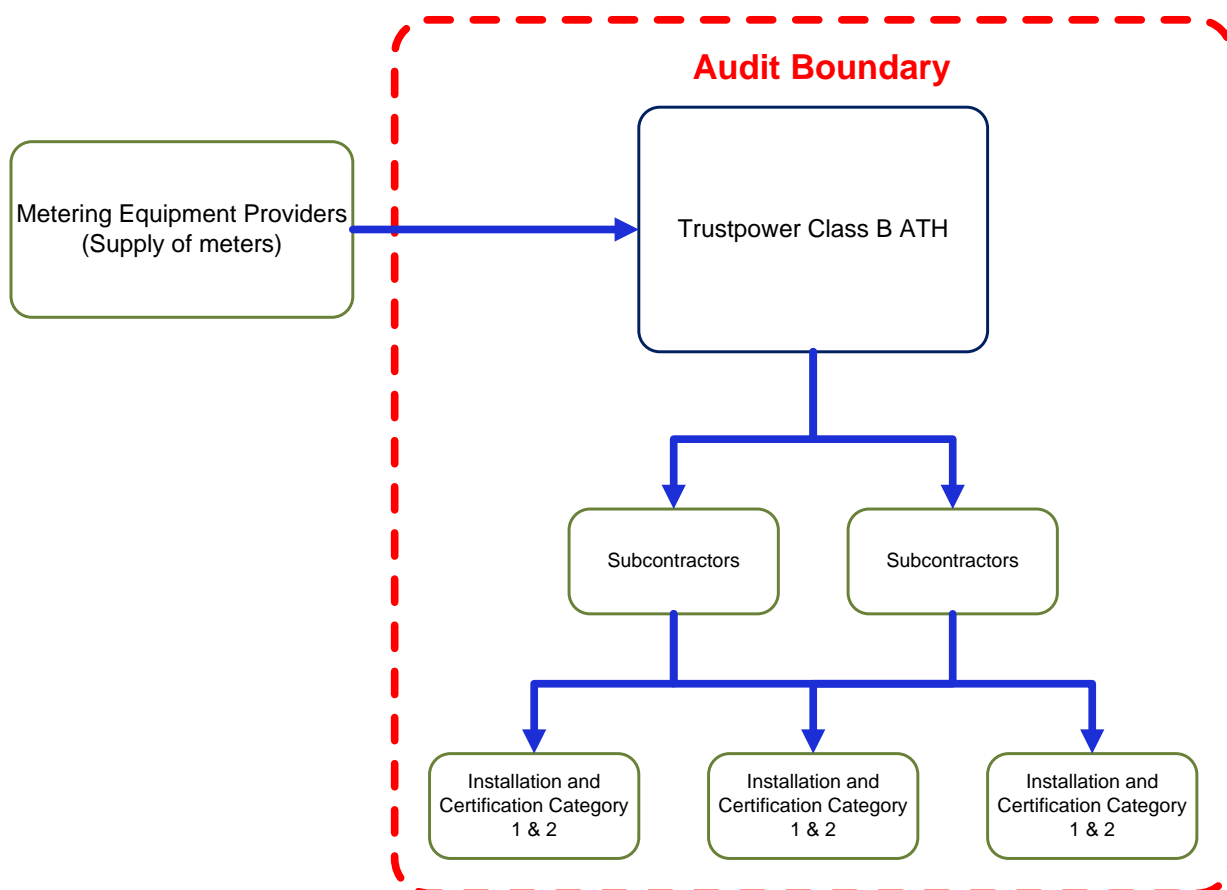 Audit Boundary
Metering Equipment Providers
(Supply of meters)
Trustpower Class B ATH
Subcontractors
Subcontractors
Installation and
Certification Category
1 & 2
Installation and
Certification Category
1 & 2
Installation and
Certification Category
1 & 2